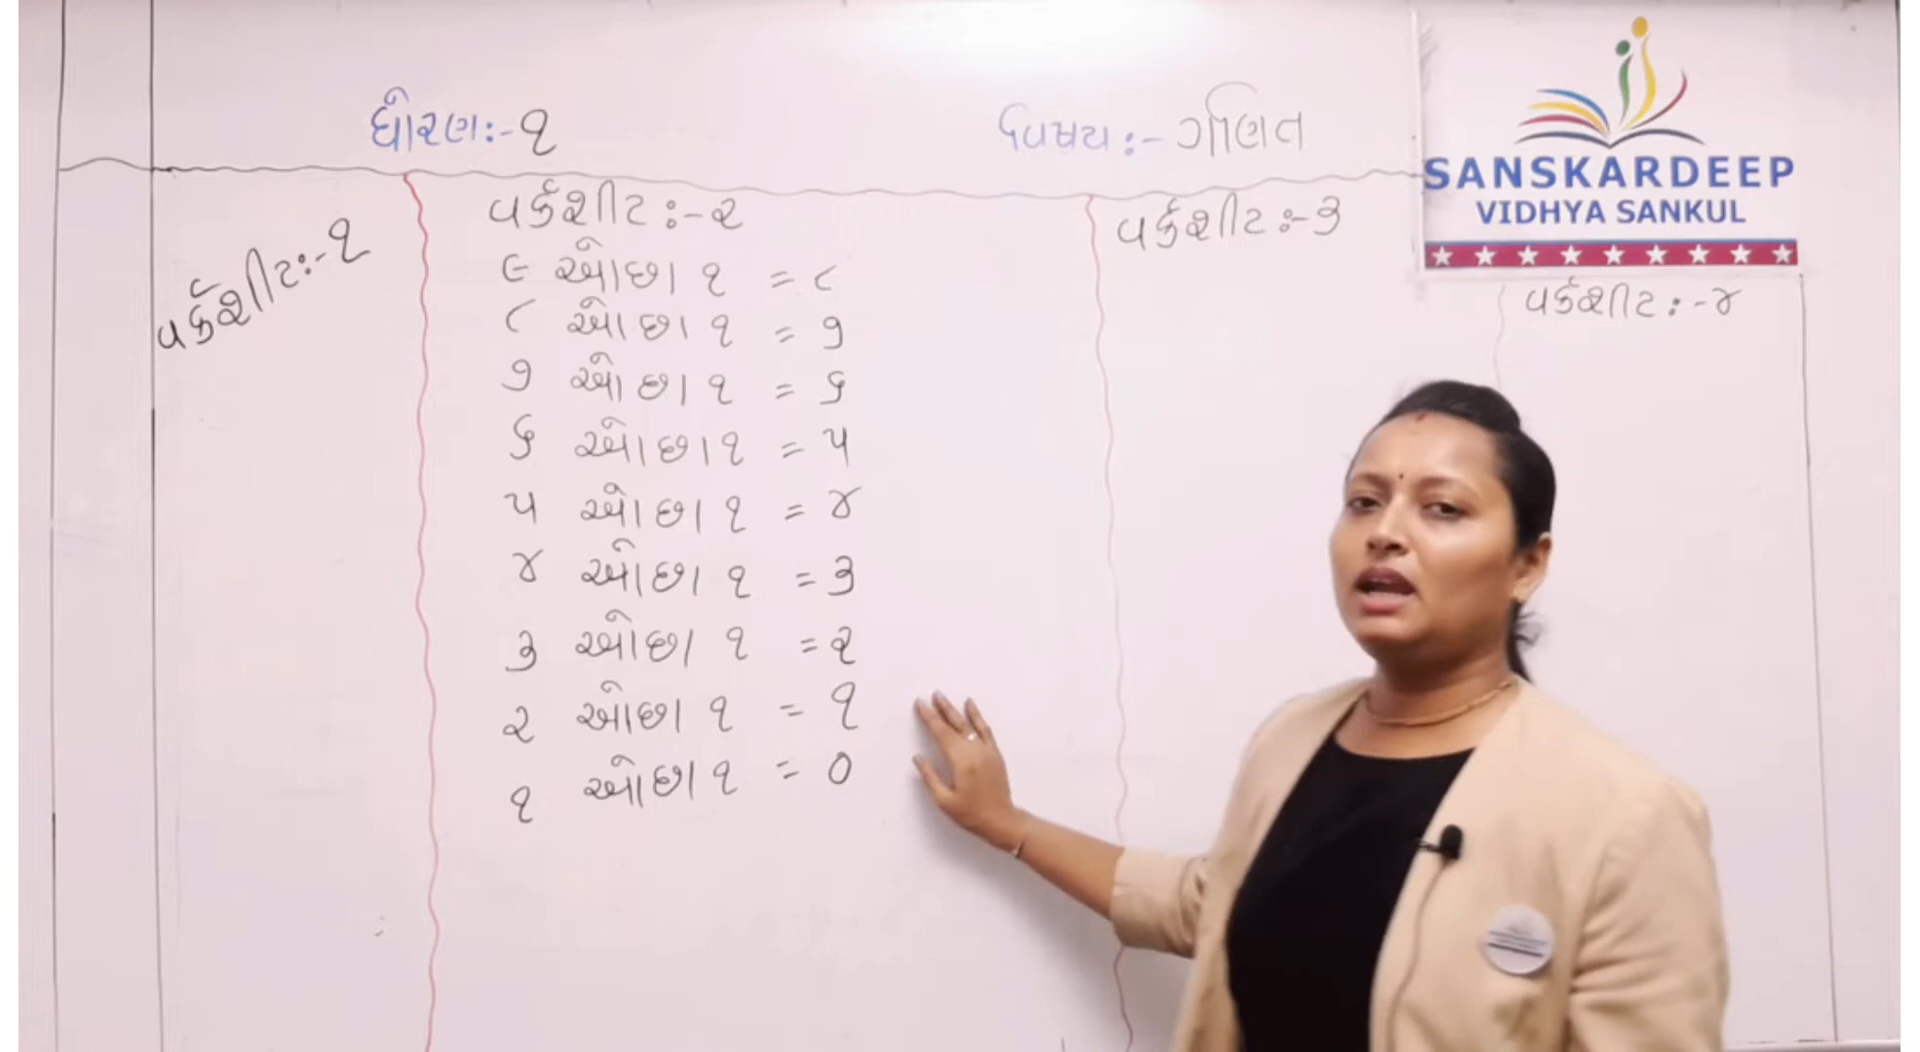 ધોરણઃ-૧
વિષયઃ-ગણિત
SANSKARDEEP
VIDHYA SANKUL
વર્કશીટઃ-૧
વર્કશીટઃ-૨
૯ ઓછા ૧ = ૮
૮ ઓછા ૧ = ૭
૭ ઓછા ૧ = ૬
૬ ઓછા ૧ = ૫
૫ ઓછા ૧ = ૪
૪ ઓછા ૧ = ૩
૩ ઓછા ૧ = ૨
૨ ઓછા ૧ = ૧
૧ ઓછા ૧ = ૦
વર્કશીટઃ-૩
વર્કશીટઃ-૪